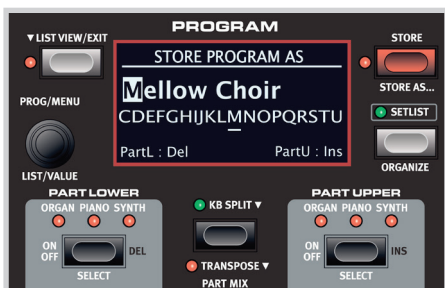 PROGRAM
▼LIST VIEW/EXIT
STORE
STORE PROGRAM AS
Mellow Choir
CDEFGHIJKLMNOPQRSTU
PartL : Del PartU : Ins
STORE AS...
PROG/MENU
SETLIST
LIST/VALUE
ORGANIZE
PART LOWER
ORGAN PIANO SYNTH
ON
OFF
DEL
SELECT
KB SPLIT ▼
TRANSPOSE ▼
PART MIX
PART UPPER
ORGAN PIANO SYNTH
ON
OFF
INS
SELECT